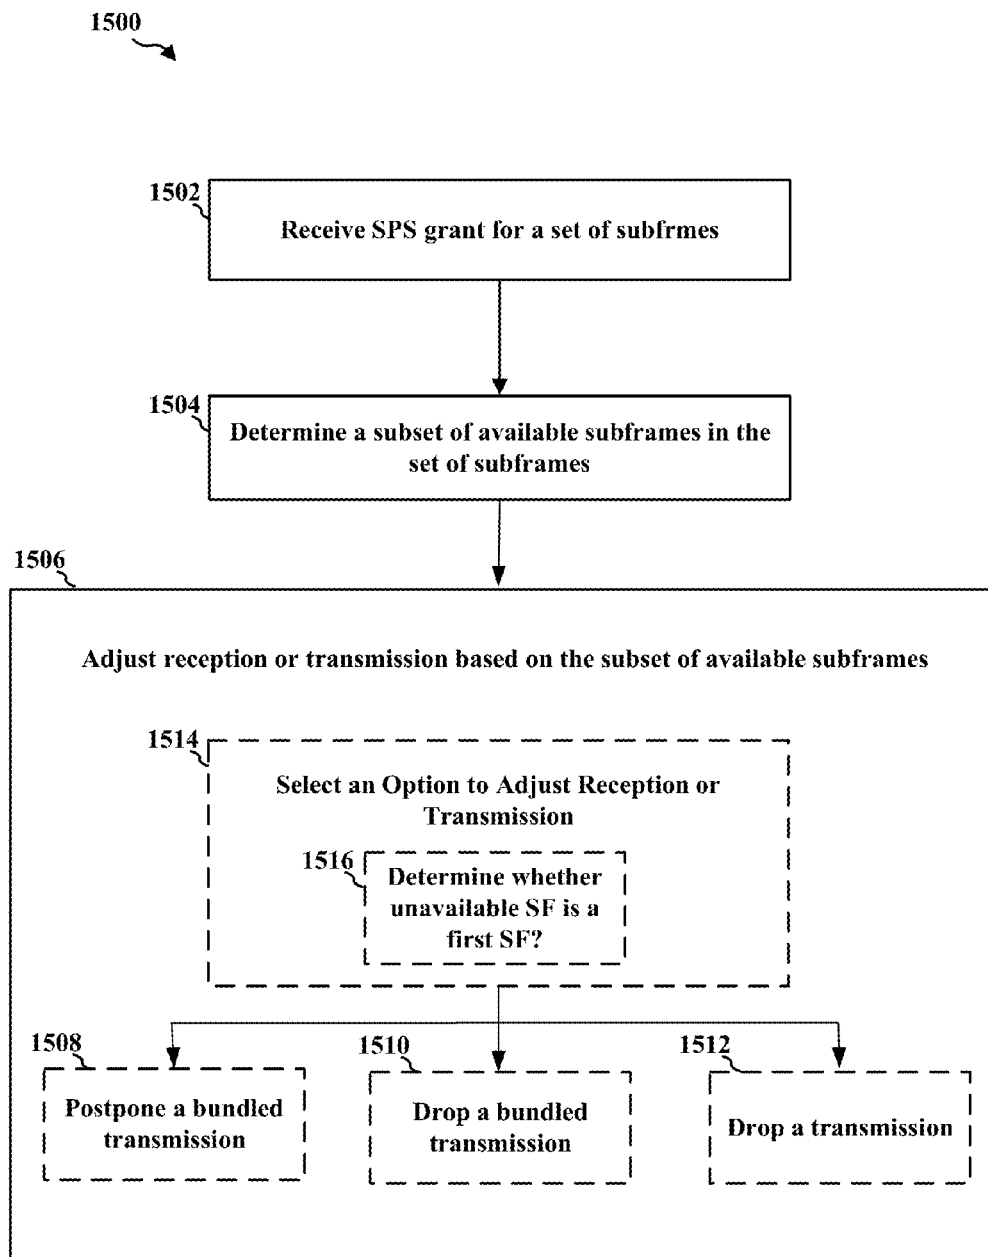 1500
1502
Receive SPS grant for a set of subfrmes
1504
Determine a subset of available subframes in the
set of subframes
1506
Adjust reception or transmission based on the subset of available subframes
1514
Select an Option to Adjust Reception or
Transmission
1516
Determine whether
unavailable SF is a
first SF?
1508
Postpone a bundled
transmission
1510
Drop a bundled
transmission
1512
Drop a transmission